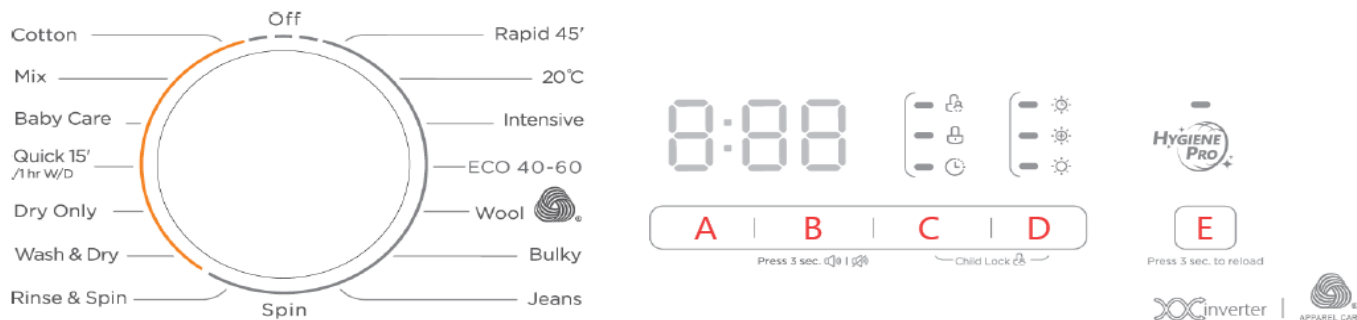 Off
Cotton
Rapid 45'
Mix
20℃
Baby Care
Intensive
Quick 15'
/1 hr W/D
ECO 40-60
Dry Only
Wool ®
Wash & Dry
Bulky
Rinse & Spin
Jeans
Spin
8:88
HYGIENE
PRO
A | B | C | D
E
Press 3 sec. |
Child Lock
Press 3 sec. to reload
inverter |
®
APPAREL CAR